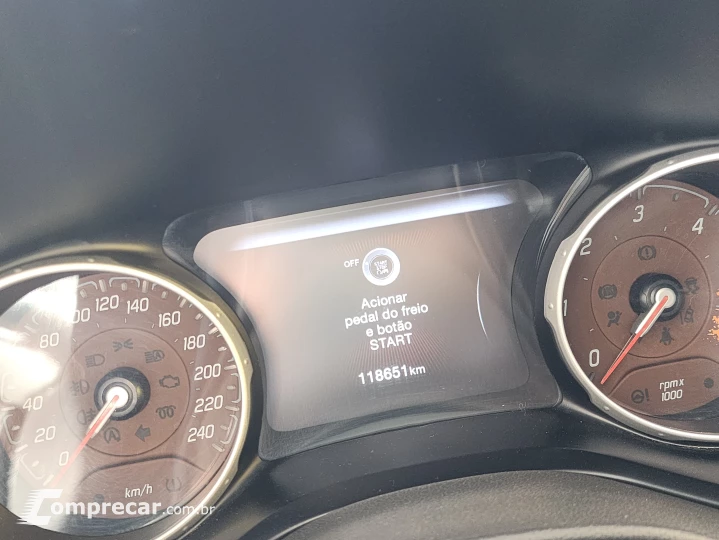 OFF
START
Acionar
pedal do freio
e botão
START
118651km
0
20
40
80
100
120
140
160
180
200
220
240
km/h
0
1
2
3
4
rpm x
1000
Comprecar.com.br